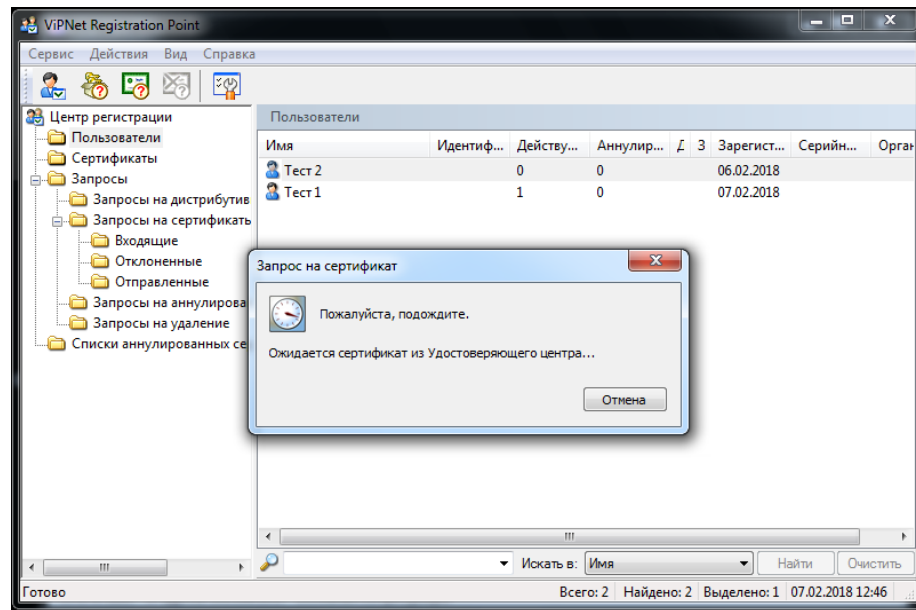 ViPNet Registration Point
Сервис Действия Вид Справка
Центр регистрации
Пользователи
Сертификаты
Запросы
Запросы на дистрибутив
Запросы на сертификать
Входящие
Отклоненные
Отправленные
Запросы на аннулирова
Запросы на удаление
Списки аннулированных се
Пользователи
Имя Идентиф... Действу... Аннулир... Д З Зарегист... Серийн... Орган
Тест 2 0 0 06.02.2018
Тест 1 1 0 07.02.2018
Запрос на сертификат
Пожалуйста, подождите.
Ожидается сертификат из Удостоверяющего центра...
Отмена
Искать в: Имя Найти Очистить
Готово Всего: 2 Найдено: 2 Выделено: 1 07.02.2018 12:46